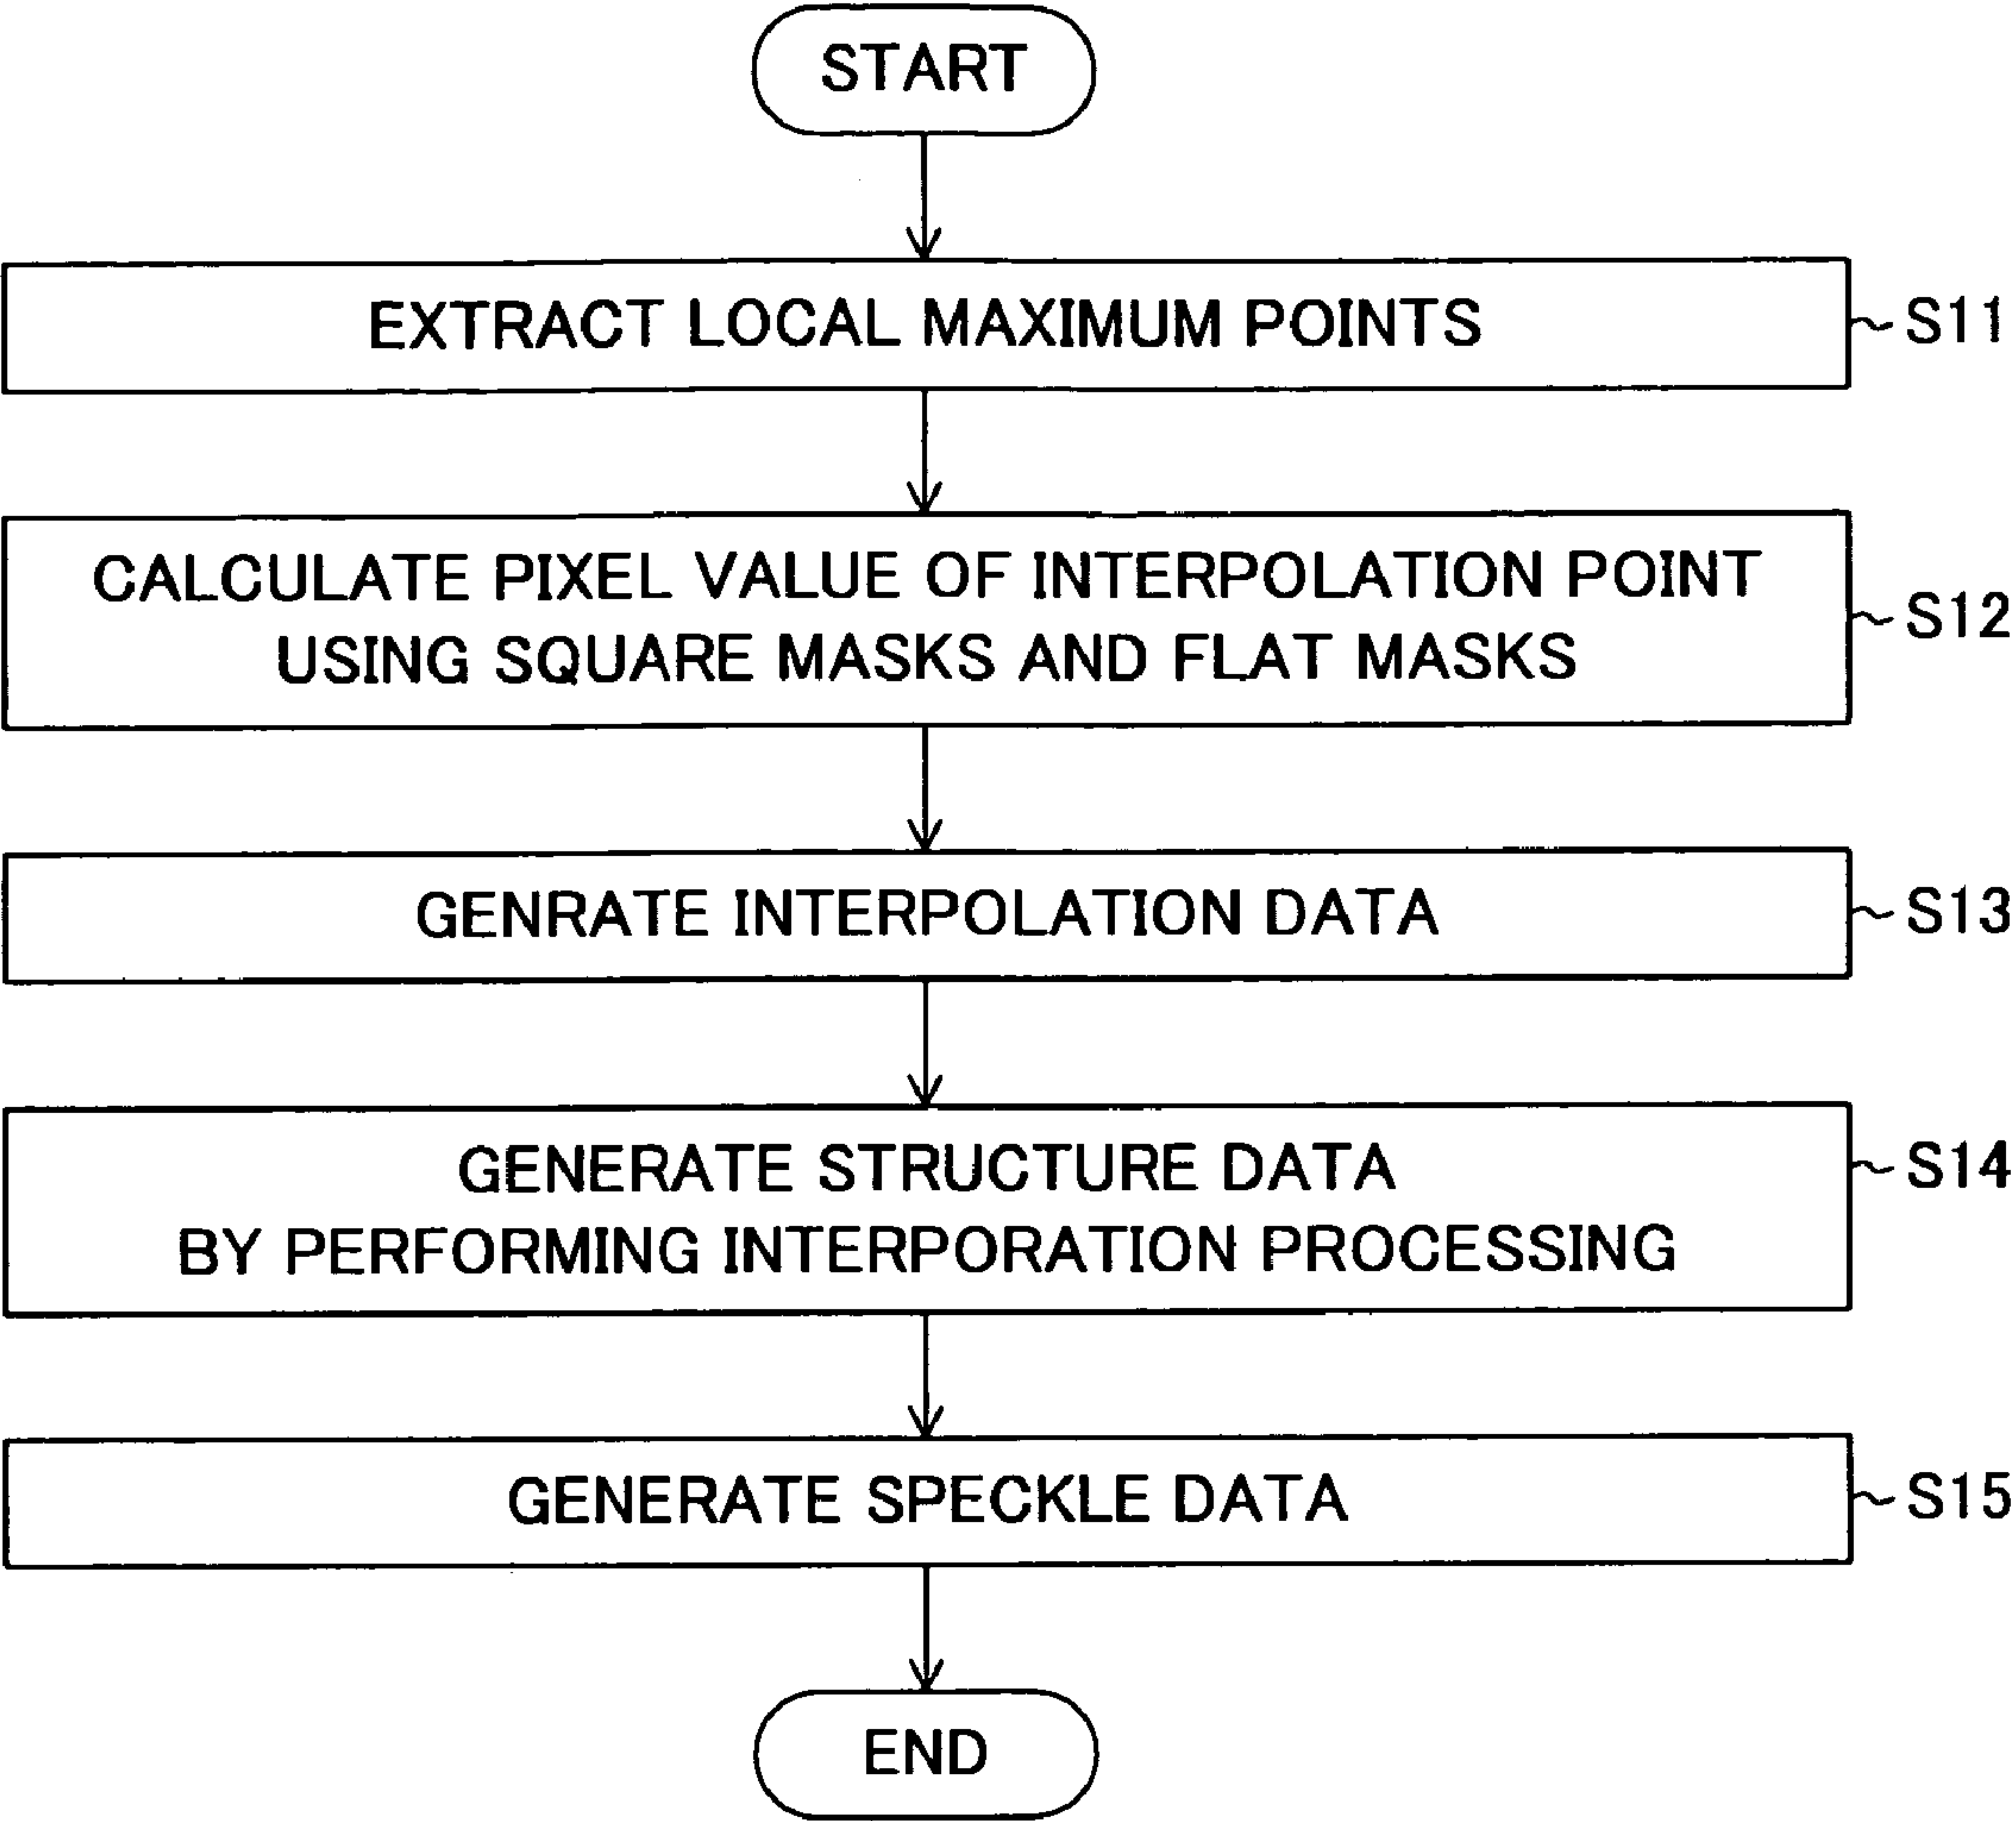 START
EXTRACT LOCAL MAXIMUM POINTS
S11
CALCULATE PIXEL VALUE OF INTERPOLATION POINT
USING SQUARE MASKS AND FLAT MASKS
S12
GENRATE INTERPOLATION DATA
S13
GENERATE STRUCTURE DATA
BY PERFORMING INTERPORATION PROCESSING
S14
GENERATE SPECKLE DATA
S15
END